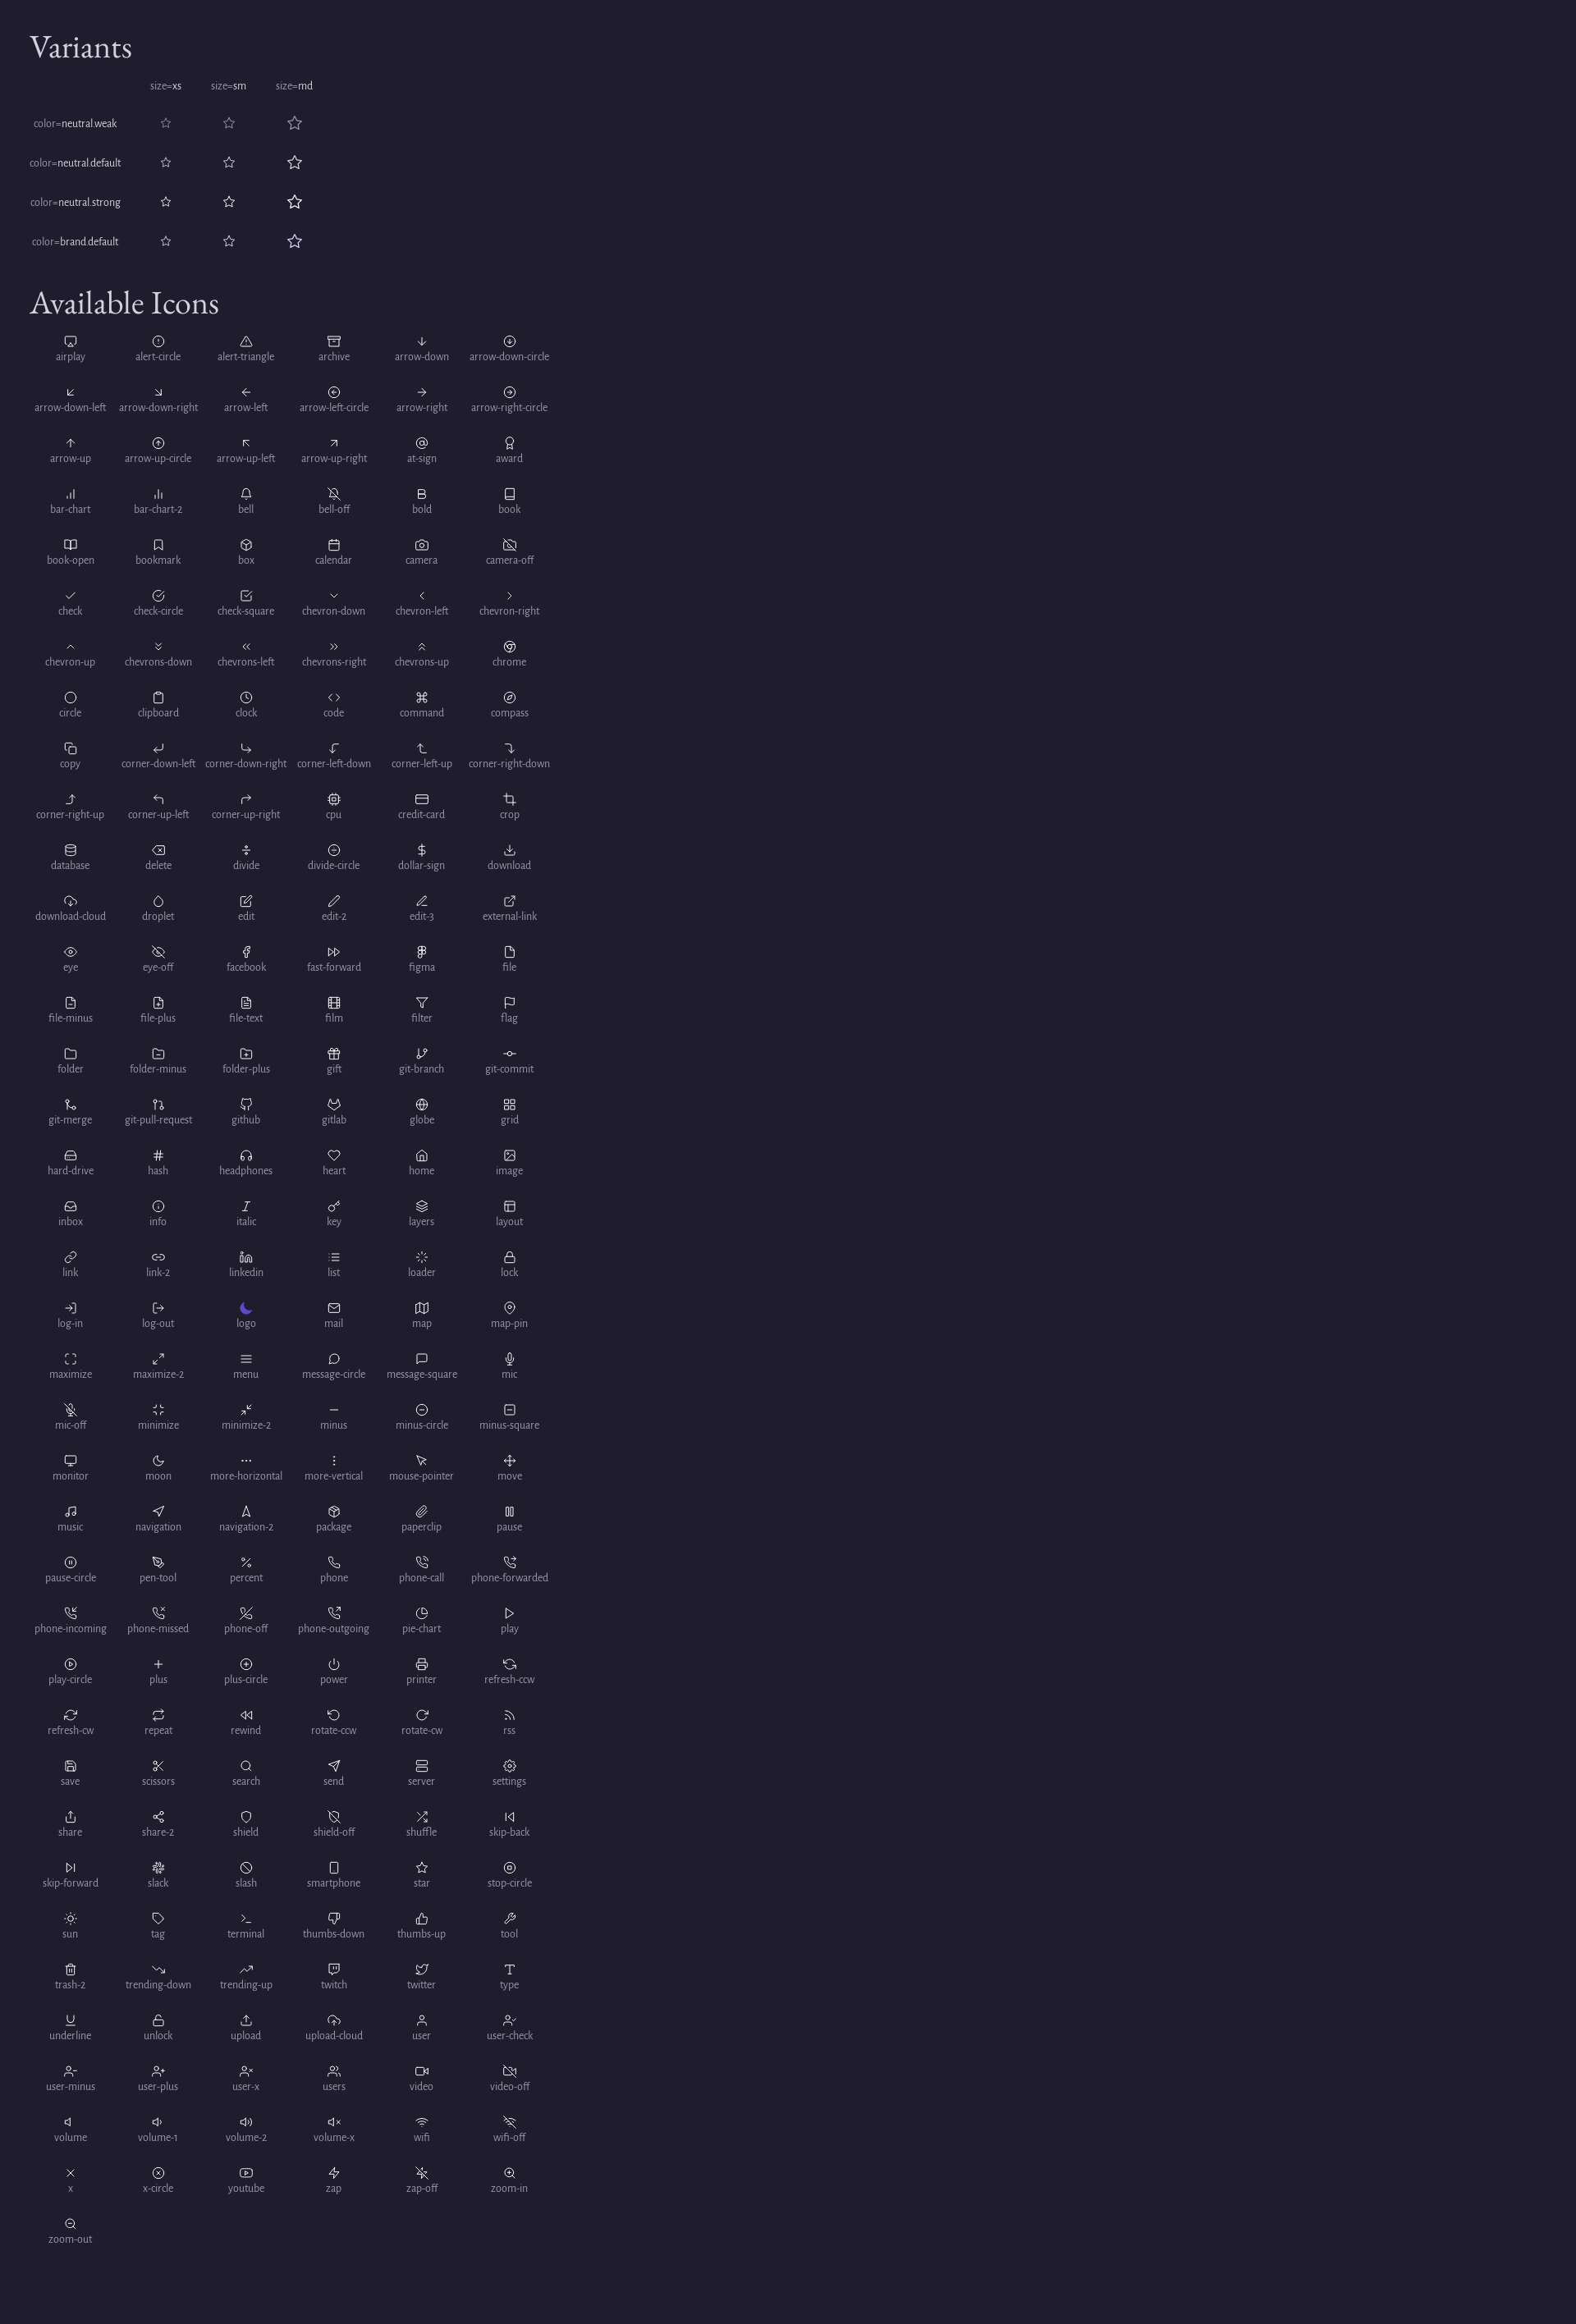 Variants
size=xs size=sm size=md
color=neutral.weak
color=neutral.default
color=neutral.strong
color=brand.default
Available Icons
airplay alert-circle alert-triangle archive arrow-down arrow-down-circle
arrow-down-left arrow-down-right arrow-left arrow-left-circle arrow-right arrow-right-circle
arrow-up arrow-up-circle arrow-up-left arrow-up-right at-sign award
bar-chart bar-chart-2 bell bell-off bold book
book-open bookmark box calendar camera camera-off
check check-circle check-square chevron-down chevron-left chevron-right
chevron-up chevrons-down chevrons-left chevrons-right chevrons-up chrome
circle clipboard clock code command compass
copy corner-down-left corner-down-right corner-left-down corner-left-up corner-right-down
corner-right-up corner-up-left corner-up-right cpu credit-card crop
database delete divide divide-circle dollar-sign download
download-cloud droplet edit edit-2 edit-3 external-link
eye eye-off facebook fast-forward figma file
file-minus file-plus file-text film filter flag
folder folder-minus folder-plus gift git-branch git-commit
git-merge git-pull-request github gitlab globe grid
hard-drive hash headphones heart home image
inbox info italic key layers layout
link link-2 linkedin list loader lock
log-in log-out logo mail map map-pin
maximize maximize-2 menu message-circle message-square mic
mic-off minimize minimize-2 minus minus-circle minus-square
monitor moon more-horizontal more-vertical mouse-pointer move
music navigation navigation-2 package paperclip pause
pause-circle pen-tool percent phone phone-call phone-forwarded
phone-incoming phone-missed phone-off phone-outgoing pie-chart play
play-circle plus plus-circle power printer refresh-ccw
refresh-cw repeat rewind rotate-ccw rotate-cw rss
save scissors search send server settings
share share-2 shield shield-off shuffle skip-back
skip-forward slack slash smartphone star stop-circle
sun tag terminal thumbs-down thumbs-up tool
trash-2 trending-down trending-up twitch twitter type
underline unlock upload upload-cloud user user-check
user-minus user-plus user-x users video video-off
volume volume-1 volume-2 volume-x wifi wifi-off
x x-circle youtube zap zap-off zoom-in
zoom-out